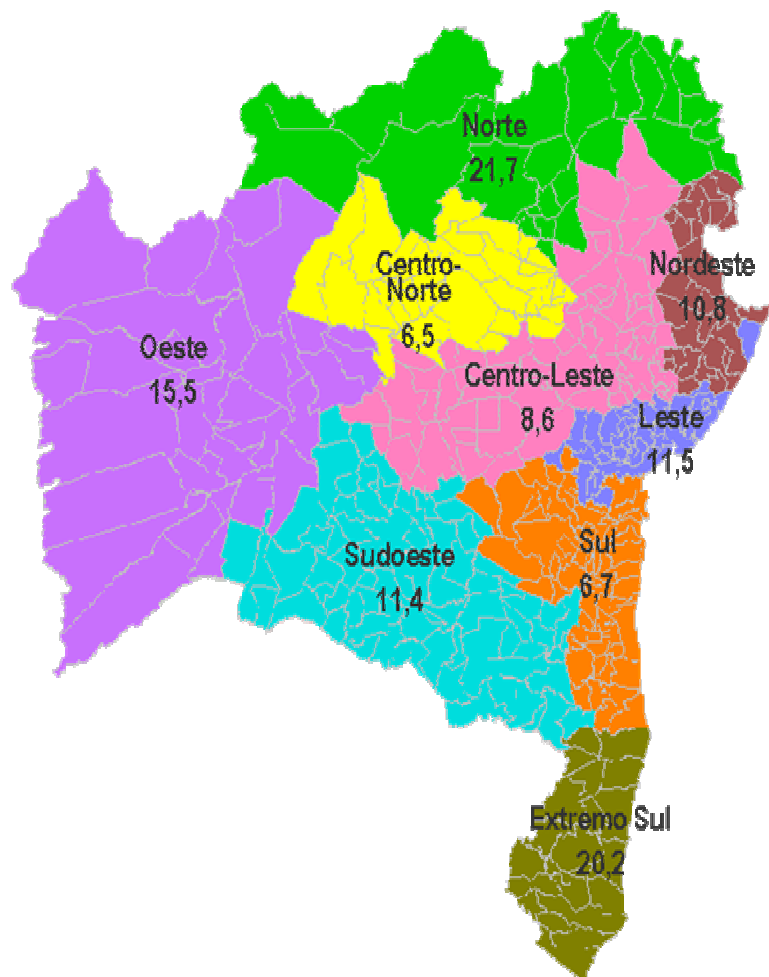 Norte
21,7
Centro-
Norte
6,5
Nordeste
10,8
Oeste
15,5
Centro-Leste
8,6
Leste
11,5
Sul
6,7
Sudoeste
11,4
Extremo Sul
20,2